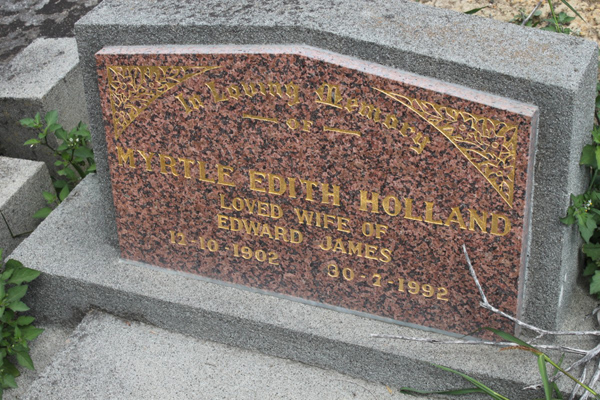 In Loving Memory
OF
MYRTLE EDITH HOLLAND
LOVED WIFE OF
EDWARD JAMES
12-10-1902 30-7-1992